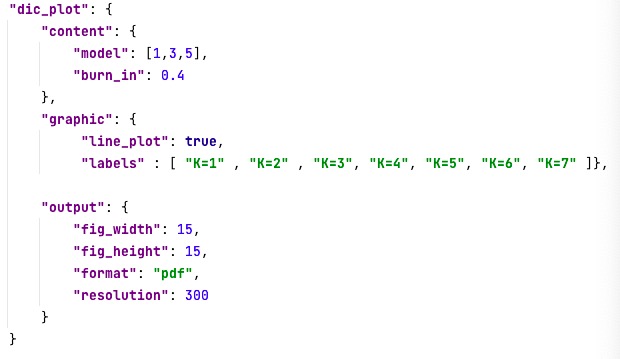 "dic_plot": {
    "content": {
        "model": [1,3,5],
        "burn_in": 0.4
    },
    "graphic": {
         "line_plot": true,
         "labels" : [ "K=1" , "K=2" , "K=3", "K=4", "K=5", "K=6", "K=7" ]},

    "output": {
        "fig_width": 15,
        "fig_height": 15,
        "format": "pdf",
        "resolution": 300
    }
}